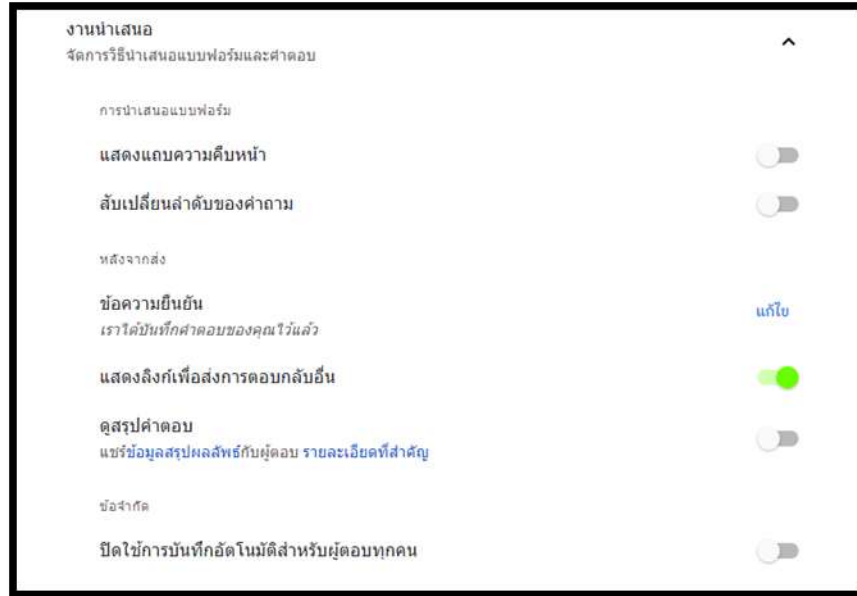 งานนำเสนอ
จัดการวิธีนำเสนอแบบฟอร์มและคำตอบ
การนำเสนอแบบฟอร์ม
แสดงแถบความคืบหน้า
สับเปลี่ยนลำดับของคำถาม
หลังจากส่ง
ข้อความยืนยัน
แก้ไข
เราได้บันทึกคำตอบของคุณไว้แล้ว
แสดงลิงก์เพื่อส่งการตอบกลับอื่น
ดูสรุปคำตอบ
แชร์ข้อมูลสรุปผลลัพธ์กับผู้ตอบ รายละเอียดที่สำคัญ
ข้อจำกัด
ปิดใช้การบันทึกอัตโนมัติสำหรับผู้ตอบทุกคน